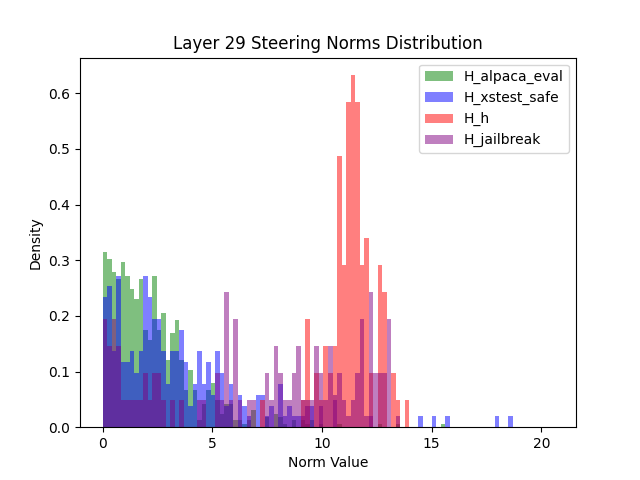 Layer 29 Steering Norms Distribution
H_alpaca_eval
H_xstest_safe
H_h
H_jailbreak
Density
0.6
0.5
0.4
0.3
0.2
0.1
0.0
0
5
10
15
20
Norm Value